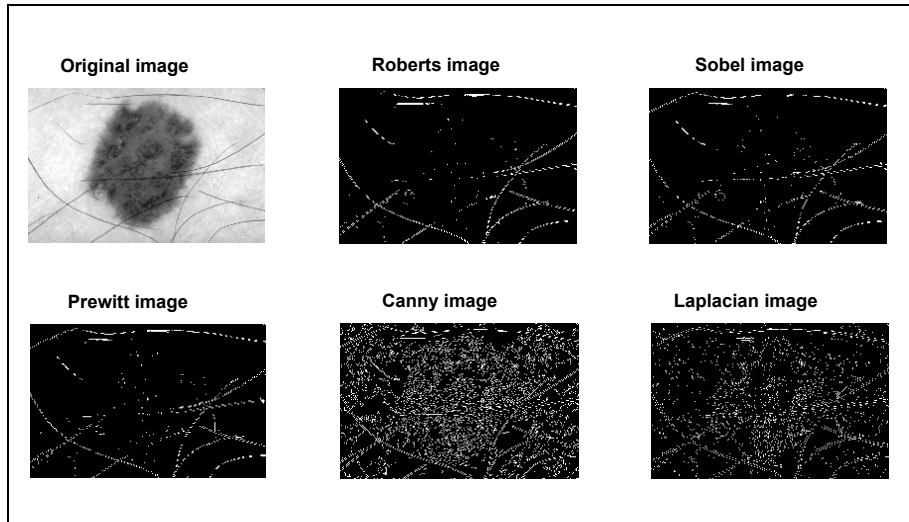 Original image
Roberts image
Sobel image
Prewitt image
Canny image
Laplacian image